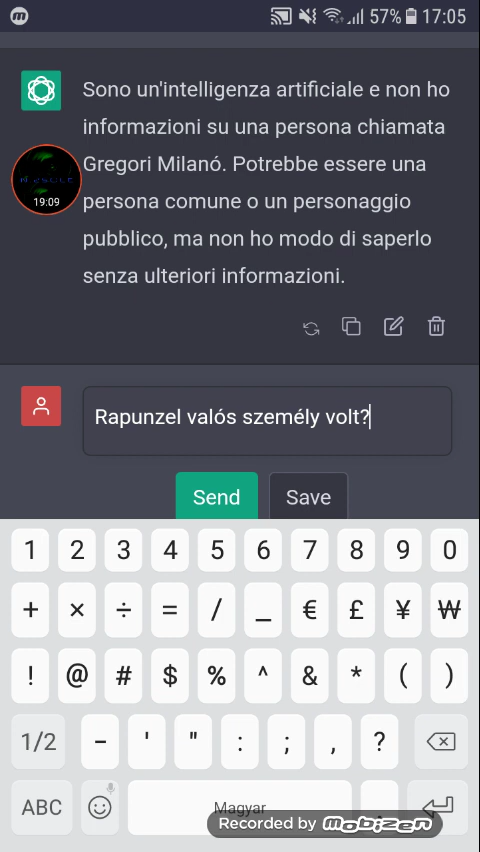 57% 17:05
Sono un'intelligenza artificiale e non ho
informazioni su una persona chiamata
Gregori Milanó. Potrebbe essere una
persona comune o un personaggio
pubblico, ma non ho modo di saperlo
senza ulteriori informazioni.
19:09
Rapunzel valós személy volt?
Send Save
1 2 3 4 5 6 7 8 9 0
+ × ÷ = / _ € £ ¥ ₩
! @ # $ % ^ & * ( )
1/2 - ' " : ; , ?
ABC Magyar
Recorded by mobizen